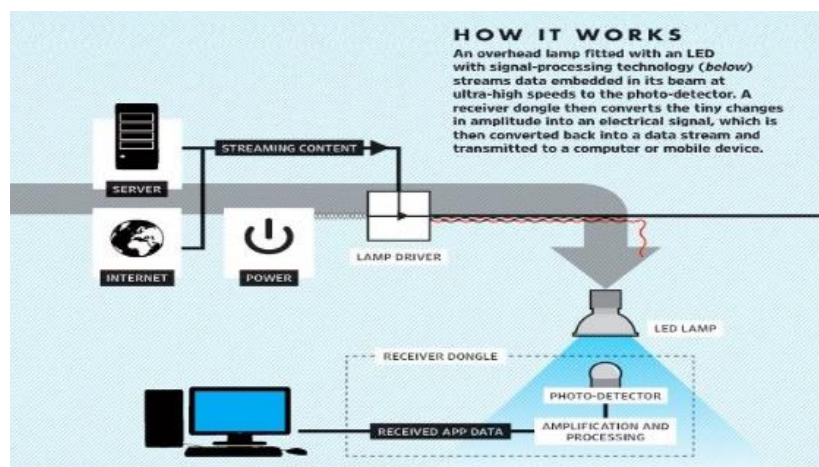 HOW IT WORKS
An overhead lamp fitted with an LED
with signal-processing technology (below)
streams data embedded in its beam at
ultra-high speeds to the photo-detector. A
receiver dongle then converts the tiny changes
in amplitude into an electrical signal, which is
then converted back into a data stream and
transmitted to a computer or mobile device.
STREAMING CONTENT
SERVER
INTERNET
POWER
LAMP DRIVER
LED LAMP
RECEIVER DONGLE
PHOTO-DETECTOR
RECEIVED APP DATA
AMPLIFICATION AND
PROCESSING